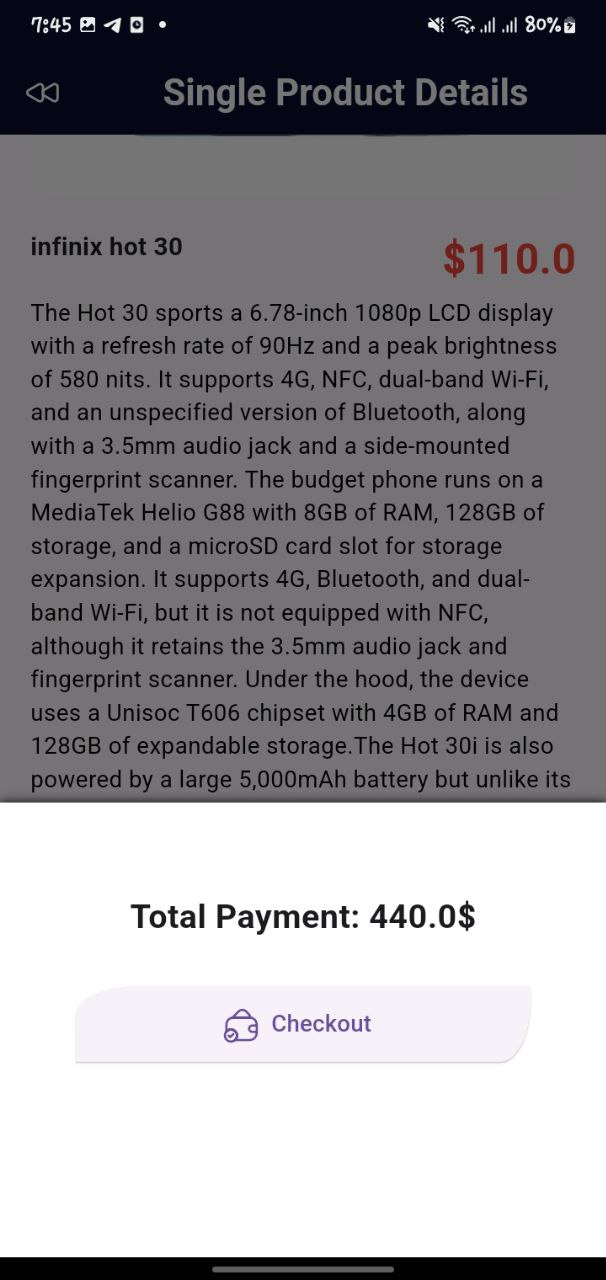 7:45
80%
Single Product Details
infinix hot 30
$110.0
The Hot 30 sports a 6.78-inch 1080p LCD display
with a refresh rate of 90Hz and a peak brightness
of 580 nits. It supports 4G, NFC, dual-band Wi-Fi,
and an unspecified version of Bluetooth, along
with a 3.5mm audio jack and a side-mounted
fingerprint scanner. The budget phone runs on a
MediaTek Helio G88 with 8GB of RAM, 128GB of
storage, and a microSD card slot for storage
expansion. It supports 4G, Bluetooth, and dual-
band Wi-Fi, but it is not equipped with NFC,
although it retains the 3.5mm audio jack and
fingerprint scanner. Under the hood, the device
uses a Unisoc T606 chipset with 4GB of RAM and
128GB of expandable storage.The Hot 30i is also
powered by a large 5,000mAh battery but unlike its
Total Payment: 440.0$
Checkout